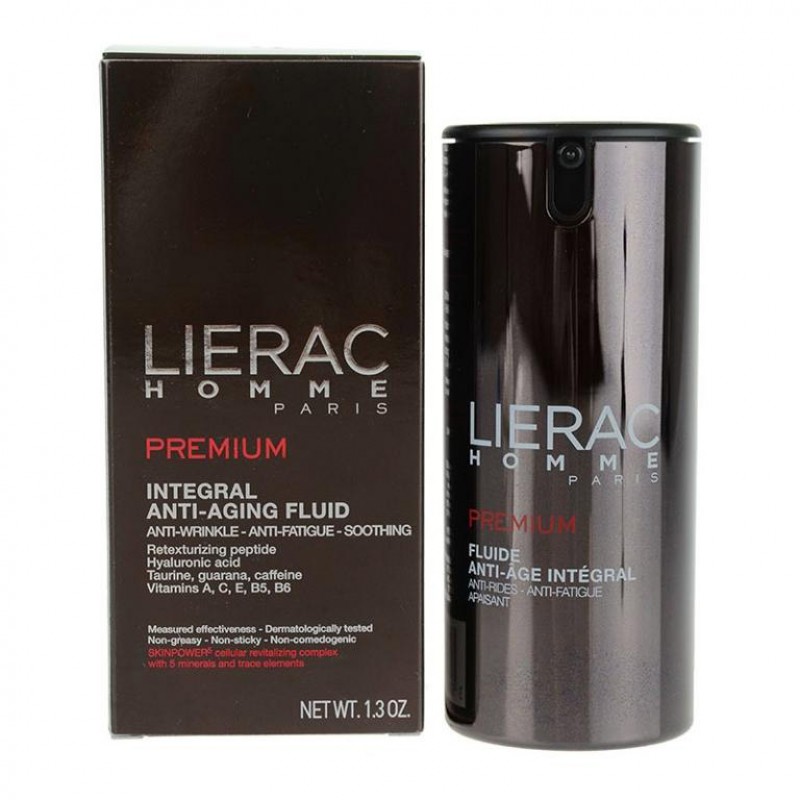 LIERAC
HOMME
PARIS
PREMIUM
INTEGRAL
ANTI-AGING FLUID
ANTI-WRINKLE - ANTI-FATIGUE - SOOTHING
Retexturizing peptide
Hyaluronic acid
Taurine, guarana, caffeine
Vitamins A, C, E, B5, B6
Measured effectiveness - Dermatologically tested
Non-greasy - Non-sticky - Non-comedogenic
SKINPOWER⁵ cellular revitalizing complex
with 5 minerals and trace elements
NET WT. 1.3 OZ.
LIERAC
HOMME
PARIS
PREMIUM
FLUIDE
ANTI-ÂGE INTÉGRAL
ANTI-RIDES - ANTI-FATIGUE
APAISANT